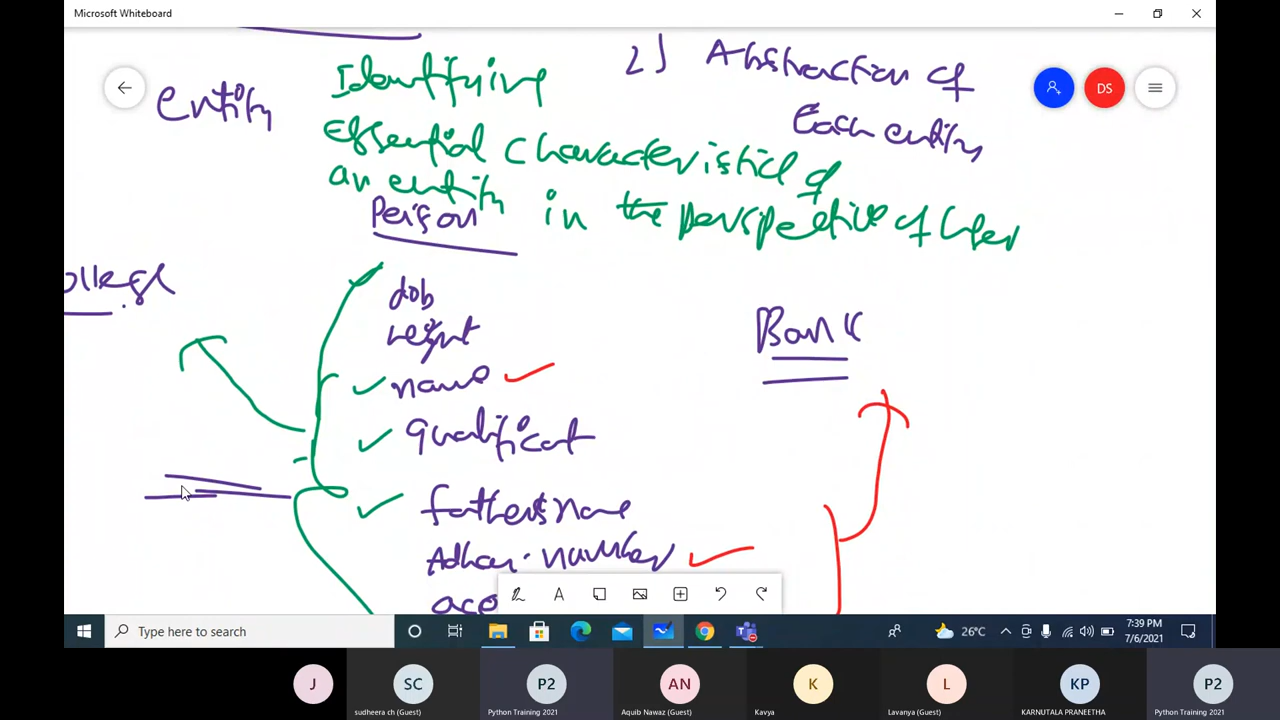 Microsoft Whiteboard
2) Abstraction of
Each entity
entity
Identifying
essential characteristics of
an entity
in the perspective of User
Person
ollege
dob
height
name
qualificat
father's name
Adhar number
acc
Bank
DS
Type here to search
26°C
7:39 PM
7/6/2021
J
SC
P2
AN
K
L
KP
P2
sudheera ch (Guest)
Python Training 2021
Aquib Nawaz (Guest)
Kavya
Lavanya (Guest)
KARNUTALA PRANEETHA
Python Training 2021